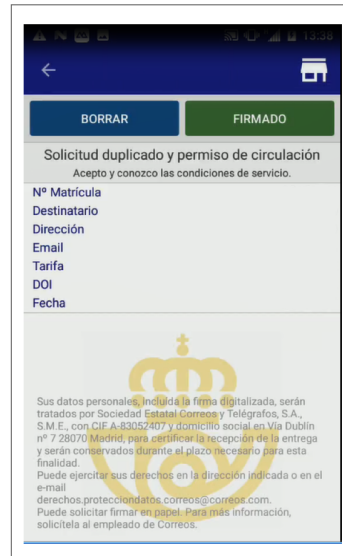 13:38
BORRAR
FIRMADO
Solicitud duplicado y permiso de circulación
Acepto y conozco las condiciones de servicio.
Nº Matrícula
Destinatario
Dirección
Email
Tarifa
DOI
Fecha
Sus datos personales, incluida la firma digitalizada, serán
tratados por Sociedad Estatal Correos y Telégrafos, S.A.,
S.M.E., con CIF A-83052407 y domicilio social en Vía Dublín
nº 7 28070 Madrid, para certificar la recepción de la entrega
y serán conservados durante el plazo necesario para esta
finalidad.
Puede ejercitar sus derechos en la dirección indicada o en el
e-mail
derechos.protecciondatos.correos@correos.com.
Puede solicitar firmar en papel. Para más información,
solicítela al empleado de Correos.